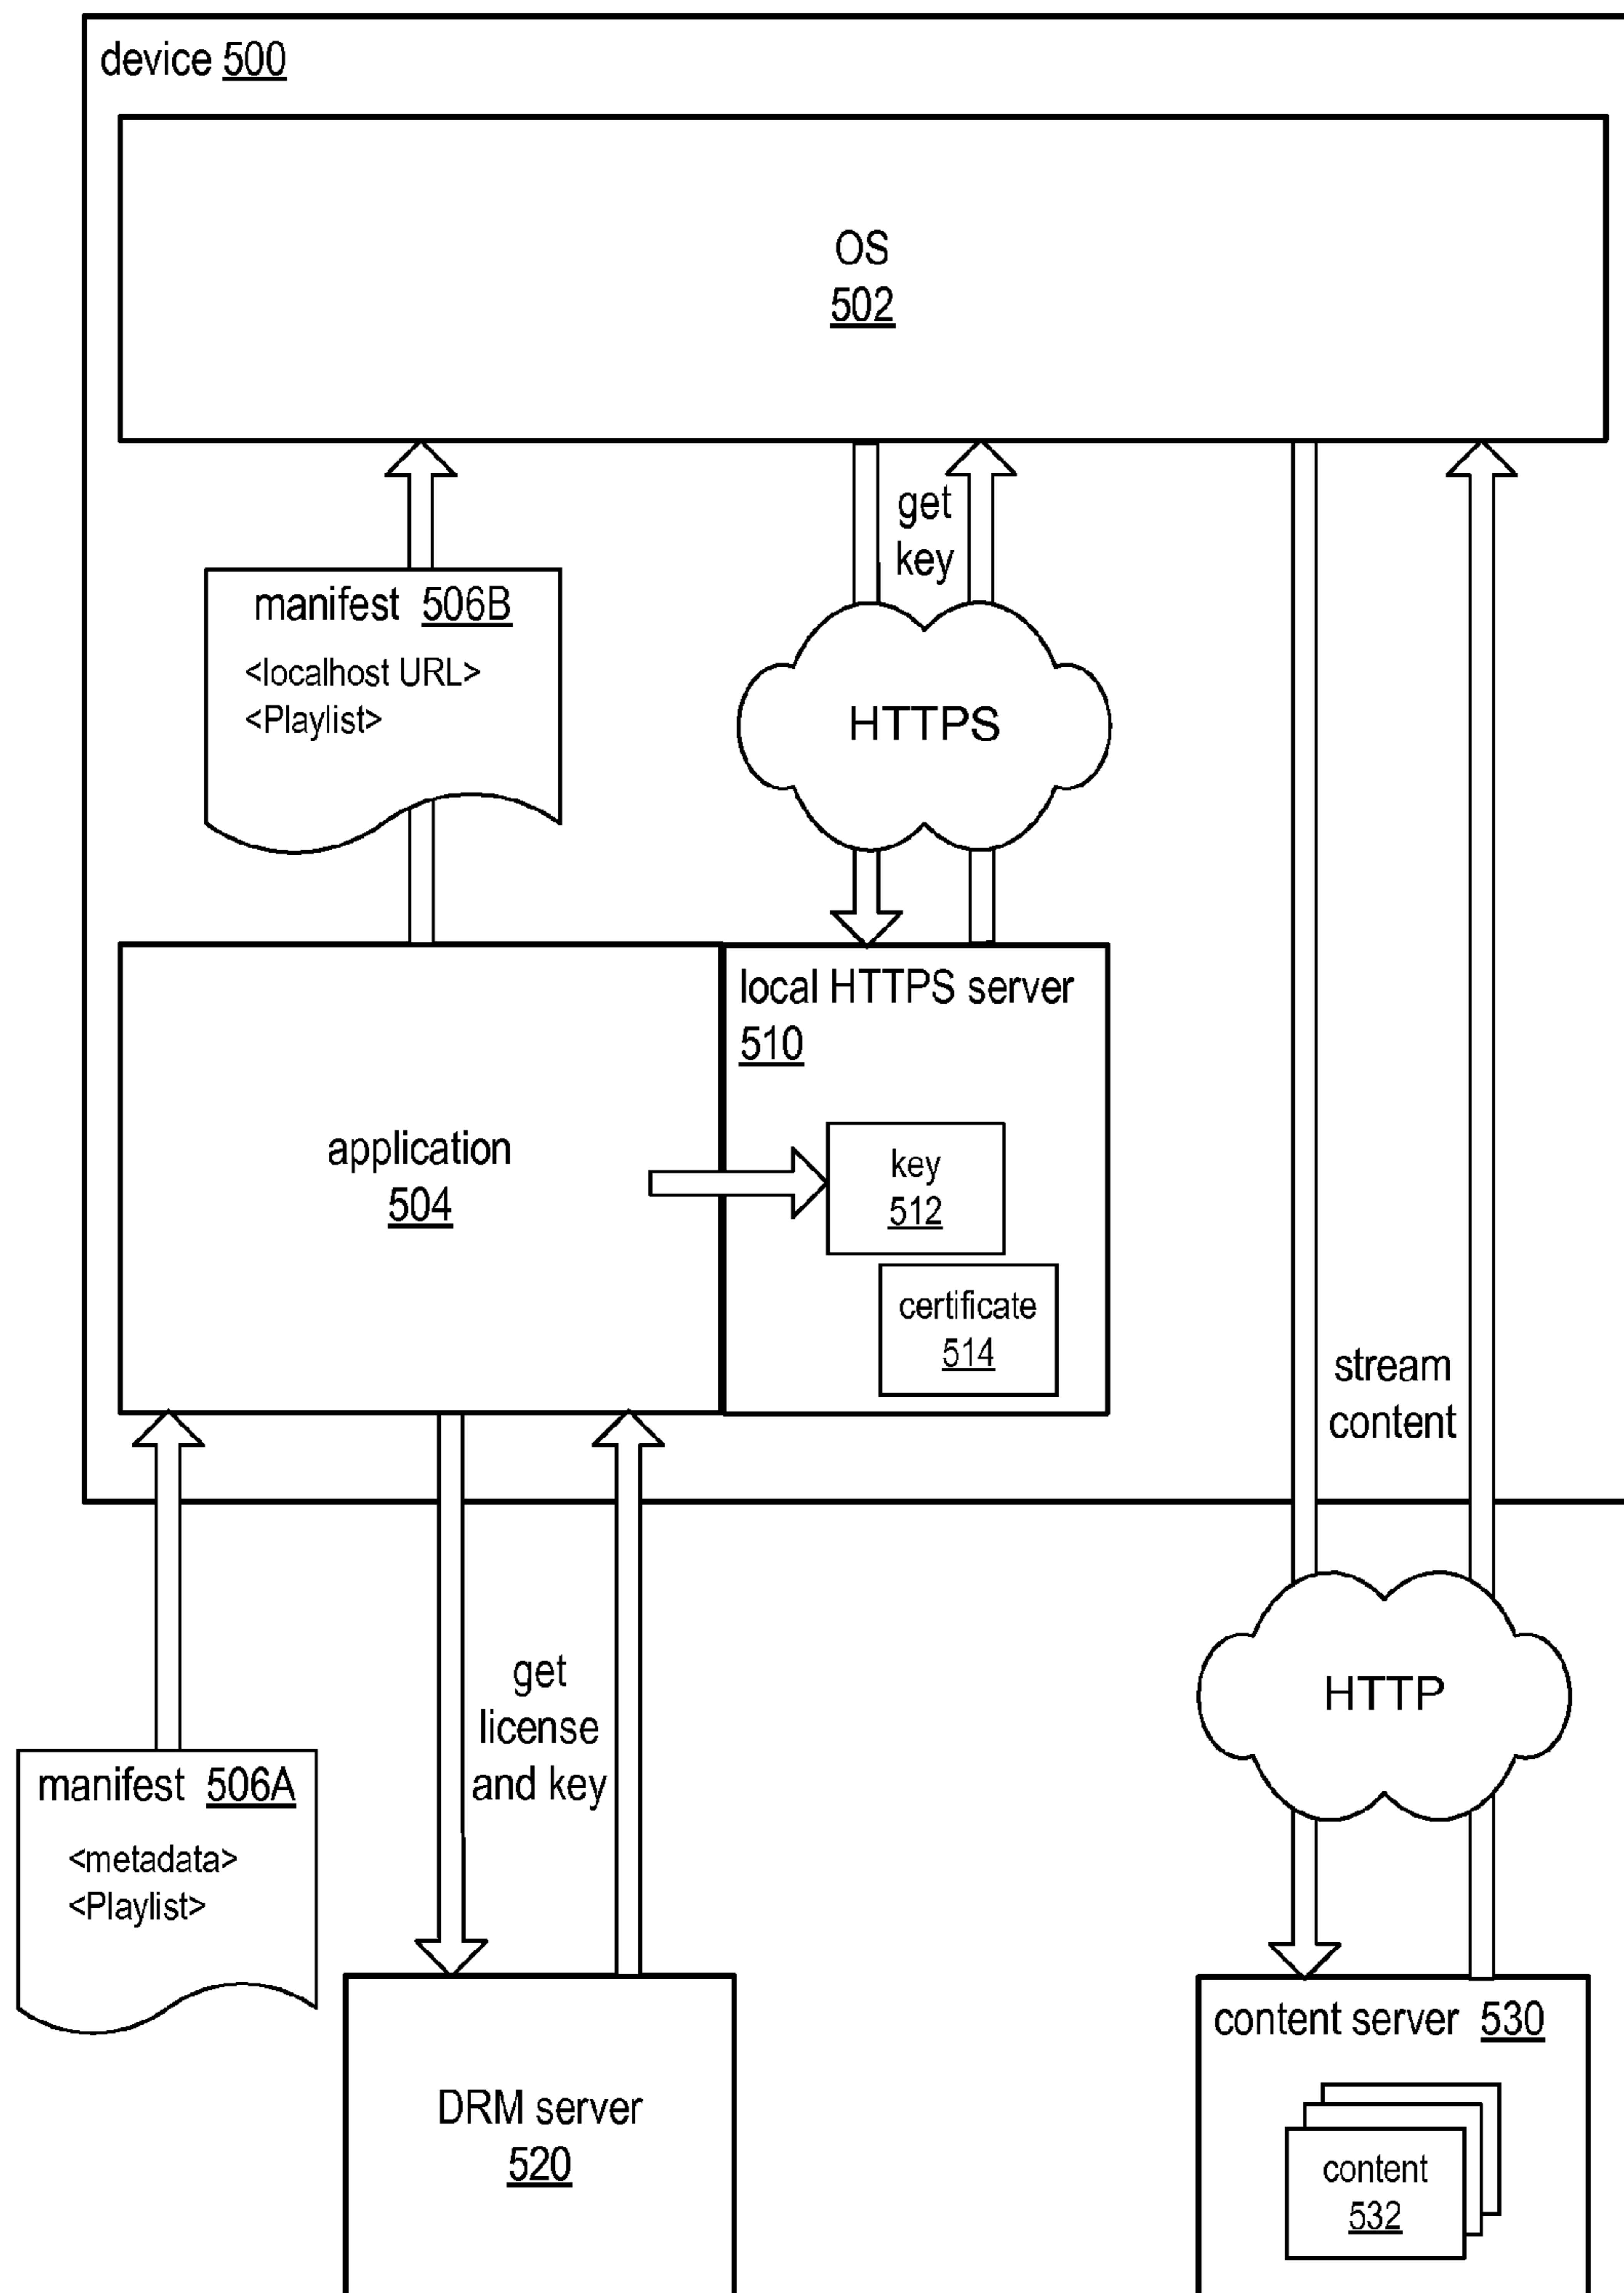 device 500
OS
502
get
key
manifest 506B
<localhost URL>
<Playlist>
HTTPS
local HTTPS server
510
application
504
key
512
certificate
514
stream
content
get
license
and key
HTTP
manifest 506A
<metadata>
<Playlist>
DRM server
520
content server 530
content
532